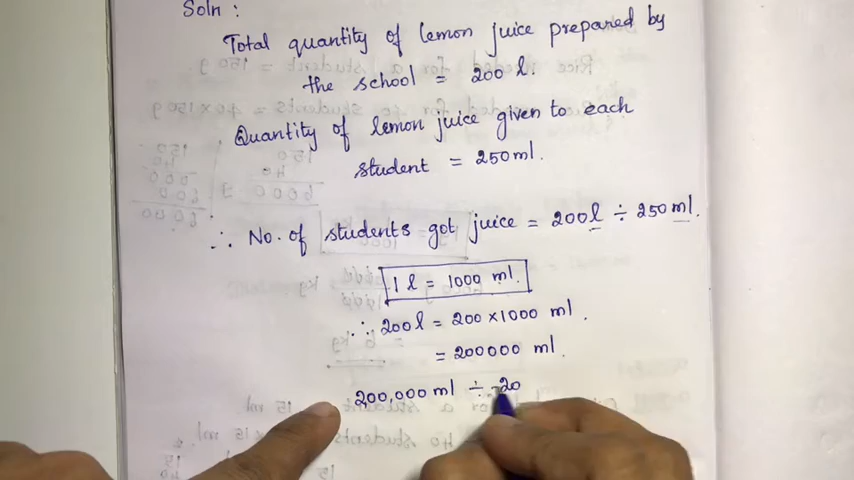 Soln :
Total quantity of lemon juice prepared by
the school = 200 l.
Quantity of lemon juice given to each
student = 250 ml.
∴ No. of students got juice = 200l ÷ 250 ml.
1 l = 1000 ml.
∴ 200 l = 200 × 1000 ml.
= 200000 ml.
200,000 ml ÷ 20